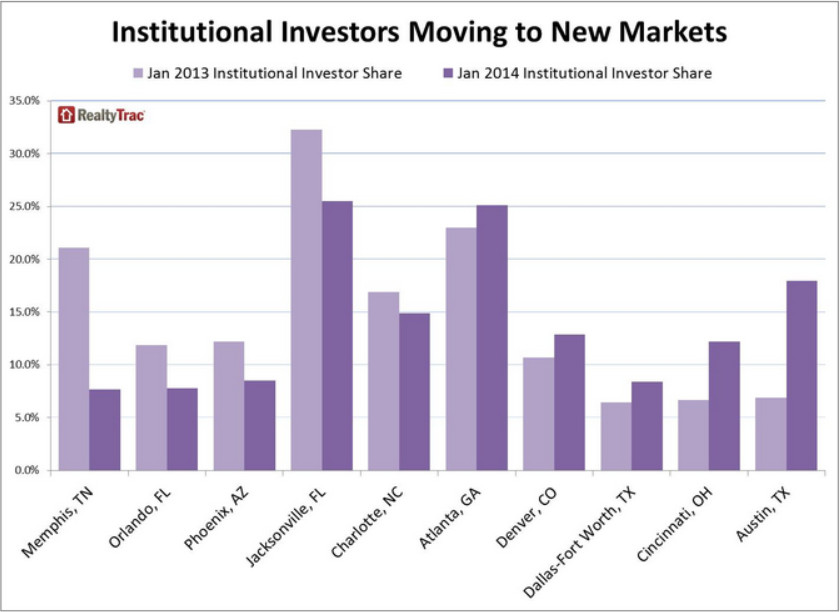 Institutional Investors Moving to New Markets
Jan 2013 Institutional Investor Share
Jan 2014 Institutional Investor Share
35.0%
RealtyTrac
30.0%
25.0%
20.0%
15.0%
10.0%
5.0%
0.0%
Memphis, TN
Orlando, FL
Phoenix, AZ
Jacksonville, FL
Charlotte, NC
Atlanta, GA
Denver, CO
Dallas-Fort Worth, TX
Cincinnati, OH
Austin, TX